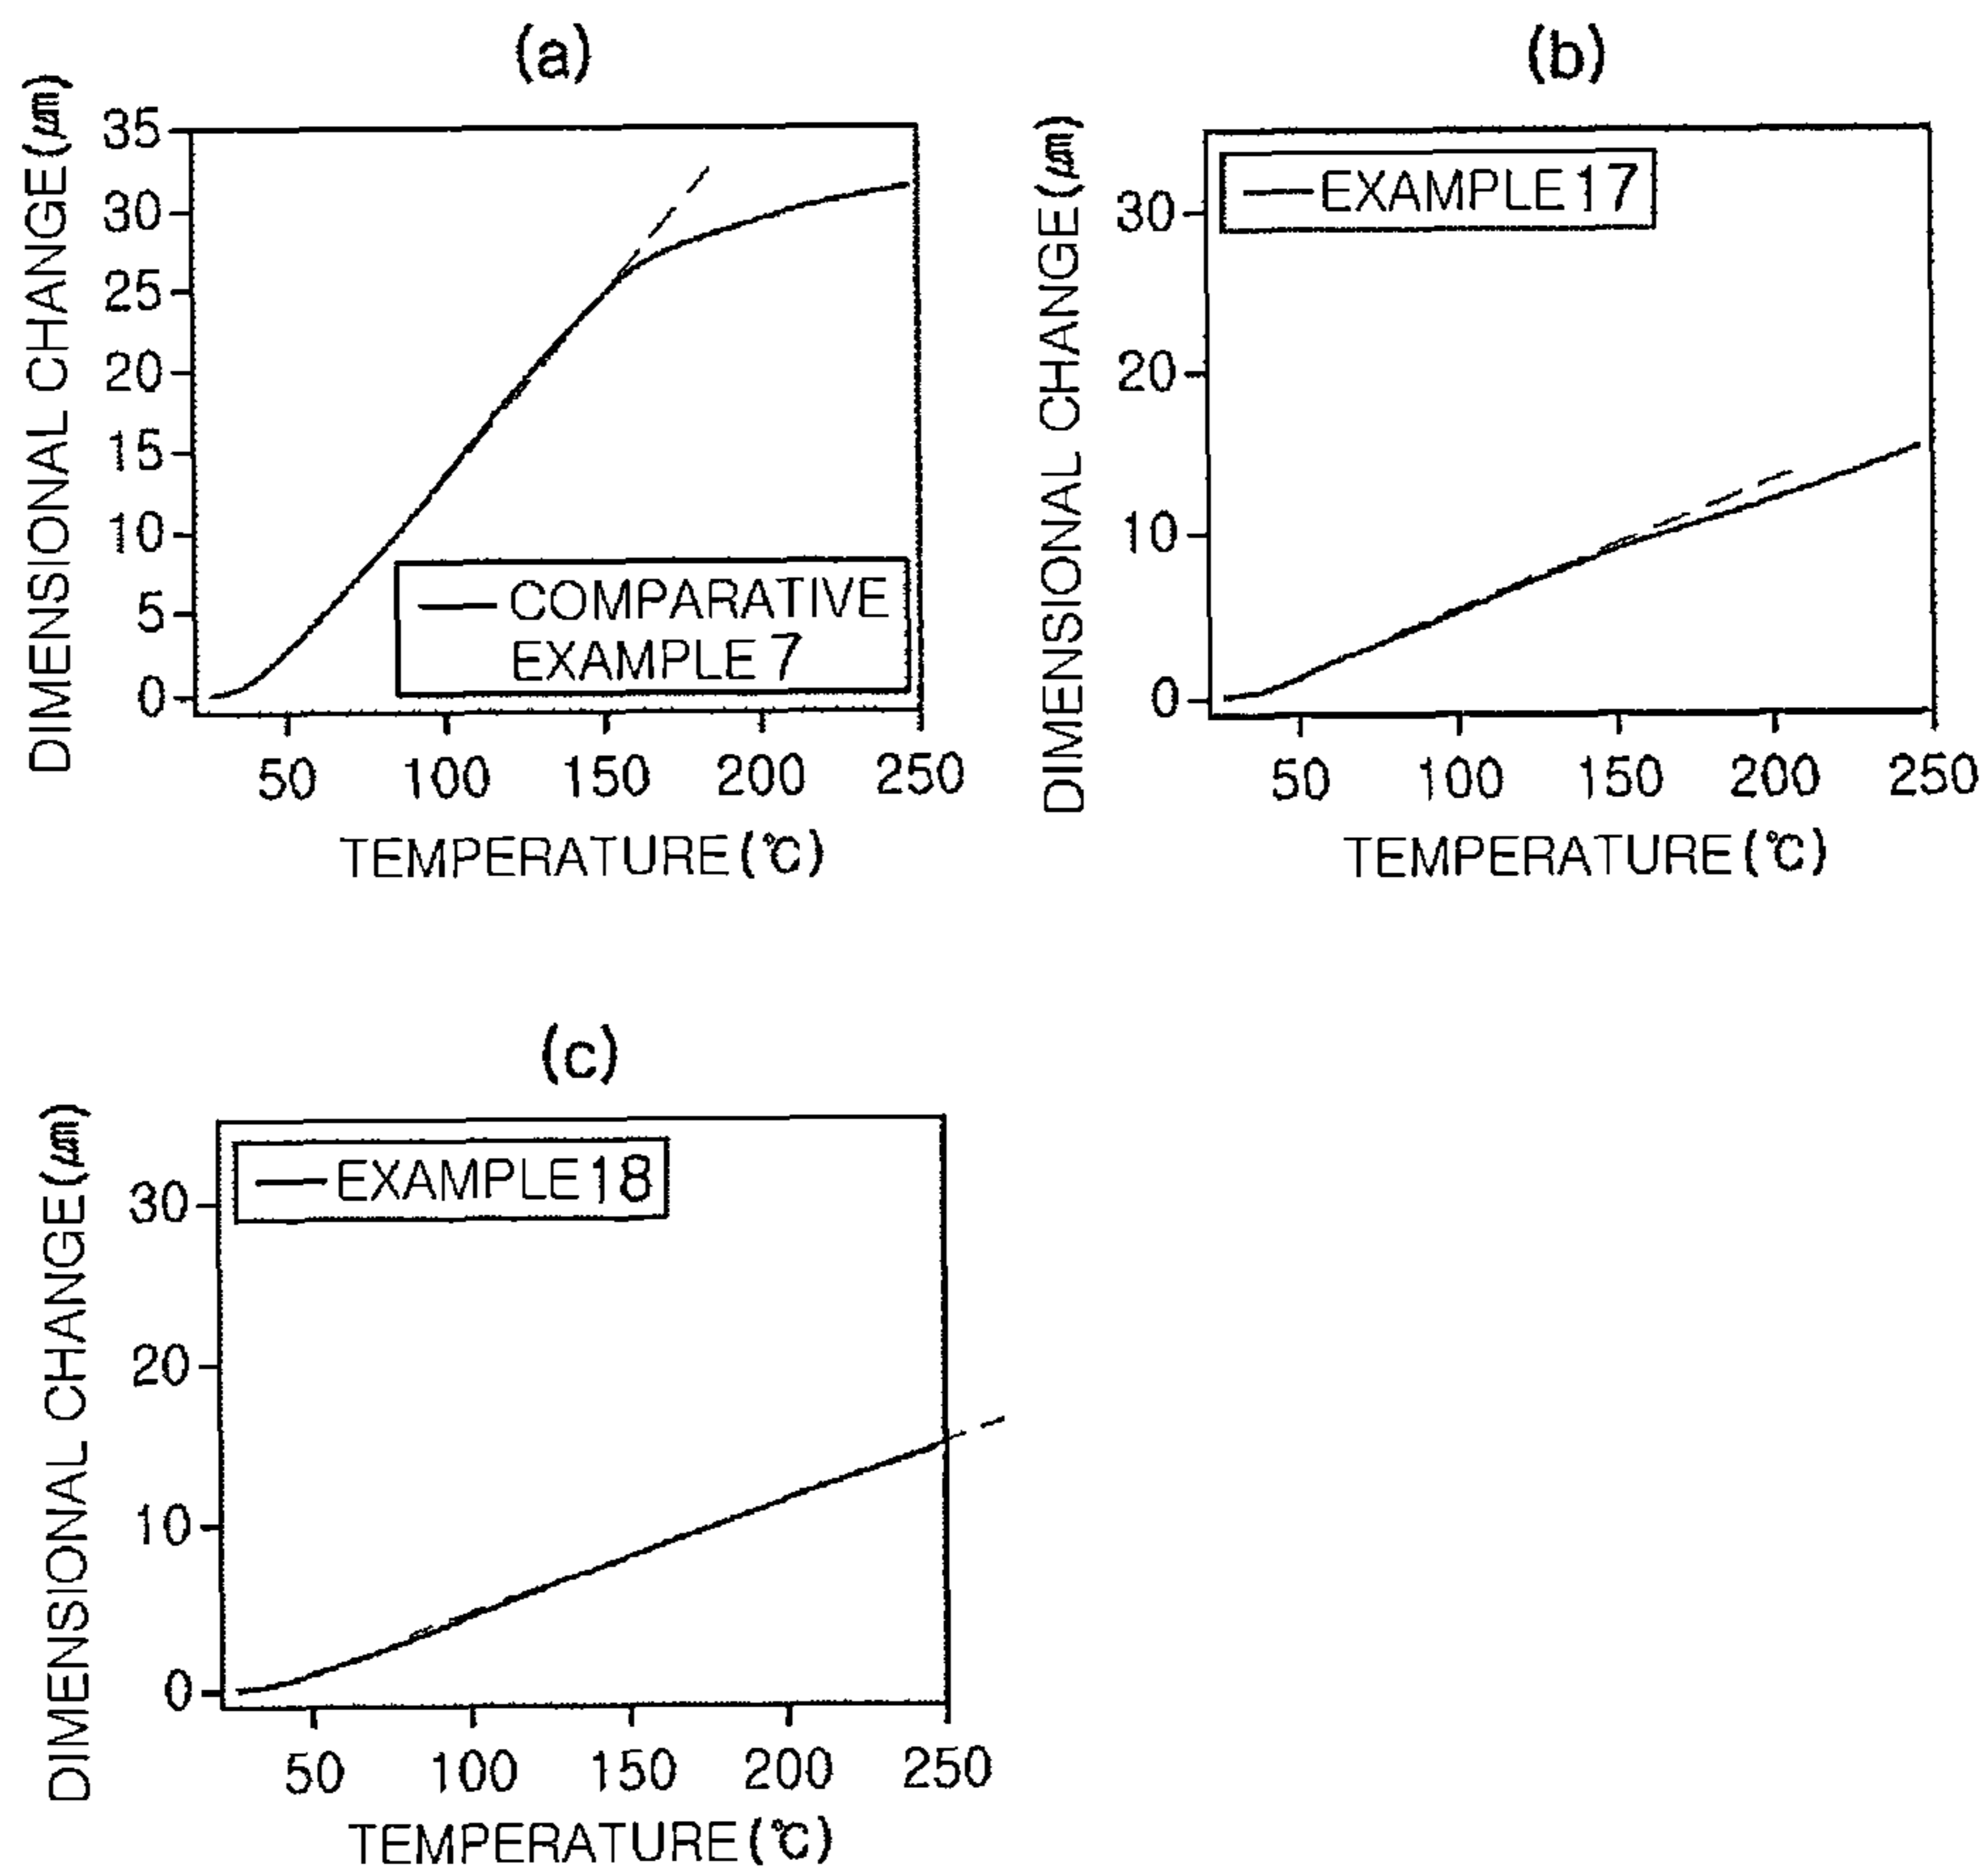 (a)
DIMENSIONAL CHANGE(㎛)
35
30
25
20
15
10
5
0
COMPARATIVE
EXAMPLE 7
50 100 150 200 250
TEMPERATURE(℃)
(b)
DIMENSIONAL CHANGE(㎛)
30
20
10
0
EXAMPLE 17
50 100 150 200 250
TEMPERATURE(℃)
(c)
DIMENSIONAL CHANGE(㎛)
30
20
10
0
EXAMPLE 18
50 100 150 200 250
TEMPERATURE(℃)